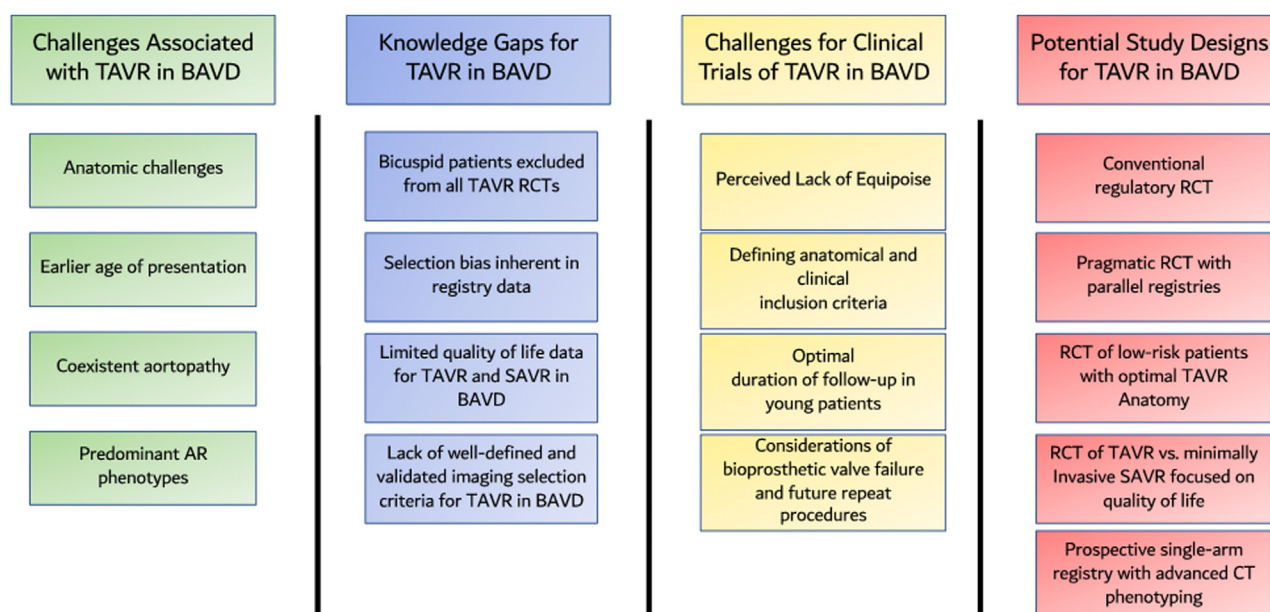 Challenges Associated
with TAVR in BAVD
Anatomic challenges
Earlier age of presentation
Coexistent aortopathy
Predominant AR
phenotypes
Knowledge Gaps for
TAVR in BAVD
Bicuspid patients excluded
from all TAVR RCTs
Selection bias inherent in
registry data
Limited quality of life data
for TAVR and SAVR in
BAVD
Lack of well-defined and
validated imaging selection
criteria for TAVR in BAVD
Challenges for Clinical
Trials of TAVR in BAVD
Perceived Lack of Equipoise
Defining anatomical and
clinical
inclusion criteria
Optimal
duration of follow-up in
young patients
Considerations of
bioprosthetic valve failure
and future repeat
procedures
Potential Study Designs
for TAVR in BAVD
Conventional
regulatory RCT
Pragmatic RCT with
parallel registries
RCT of low-risk patients
with optimal TAVR
Anatomy
RCT of TAVR vs. minimally
Invasive SAVR focused on
quality of life
Prospective single-arm
registry with advanced CT
phenotyping